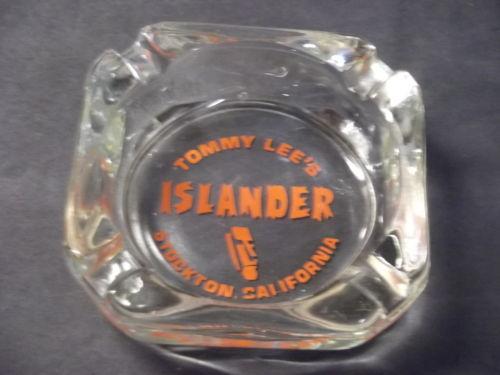 TOMMY LEE'S
ISLANDER
STOCKTON, CALIFORNIA